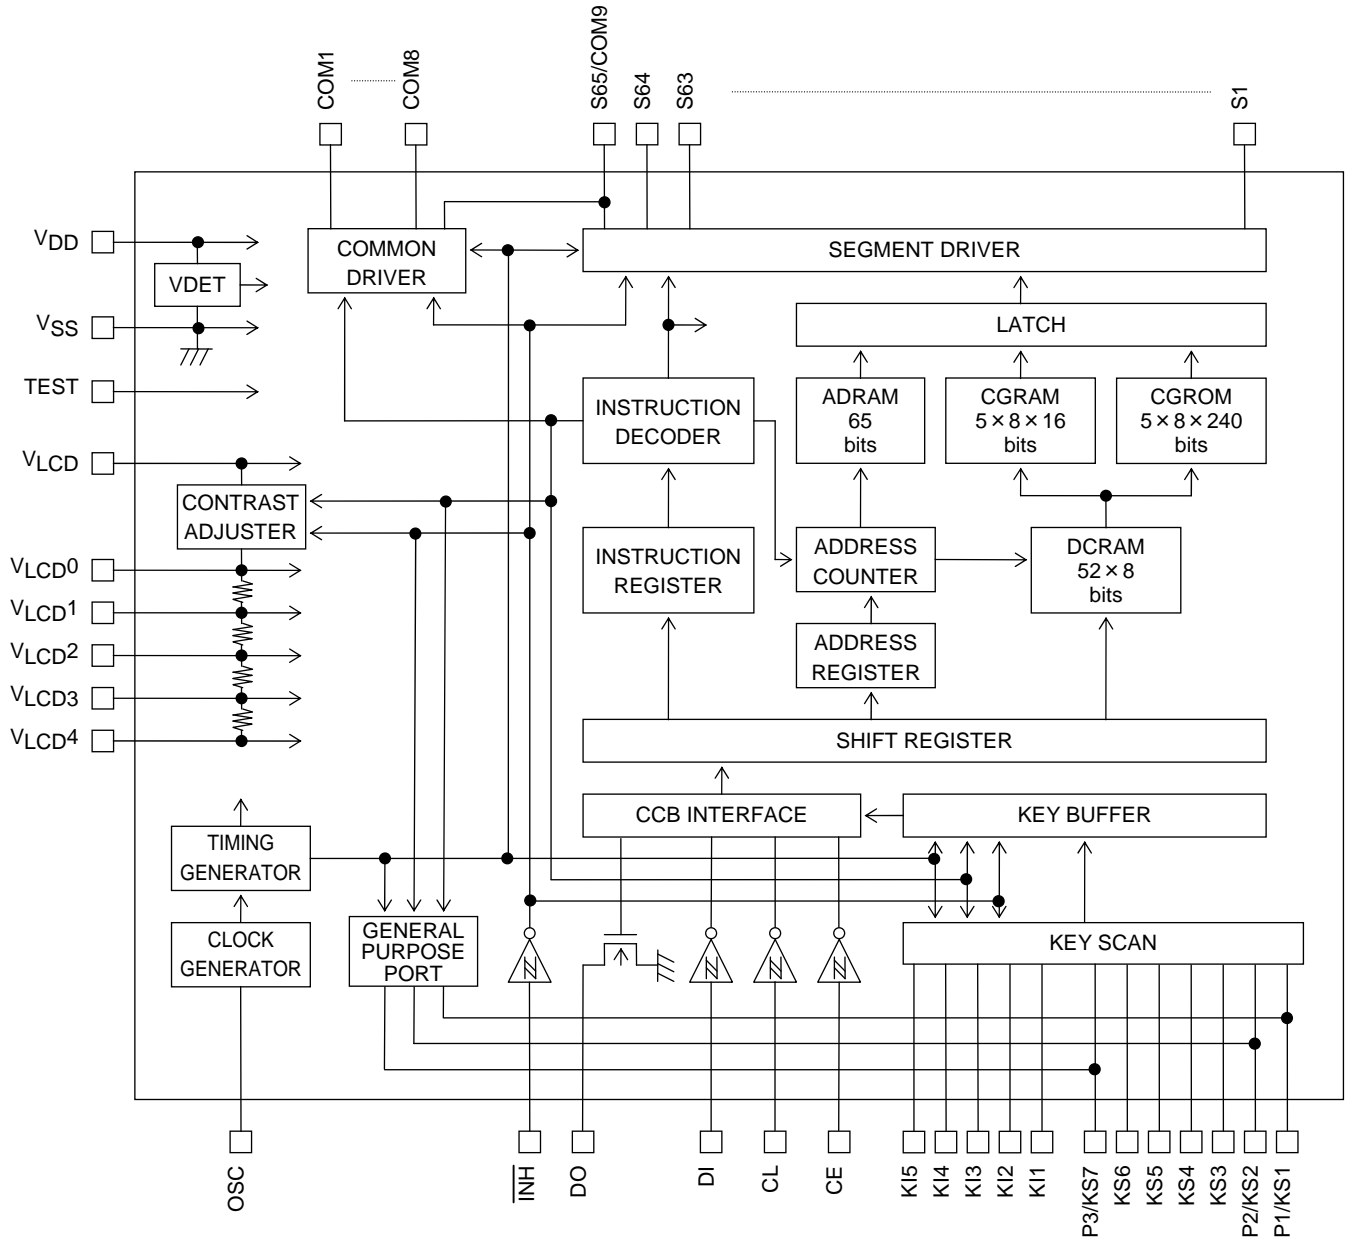 COM1
COM8
S65/COM9
S64
S63
S1
VDD
VDET
VSS
TEST
VLCD
CONTRAST
ADJUSTER
VLCD0
VLCD1
VLCD2
VLCD3
VLCD4
COMMON
DRIVER
SEGMENT DRIVER
LATCH
INSTRUCTION
DECODER
ADRAM
65
bits
CGRAM
5×8×16
bits
CGROM
5×8×240
bits
INSTRUCTION
REGISTER
ADDRESS
COUNTER
DCRAM
52×8
bits
ADDRESS
REGISTER
SHIFT REGISTER
CCB INTERFACE
KEY BUFFER
TIMING
GENERATOR
CLOCK
GENERATOR
GENERAL
PURPOSE
PORT
KEY SCAN
OSC
INH
DO
DI
CL
CE
KI5
KI4
KI3
KI2
KI1
P3/KS7
KS6
KS5
KS4
KS3
P2/KS2
P1/KS1